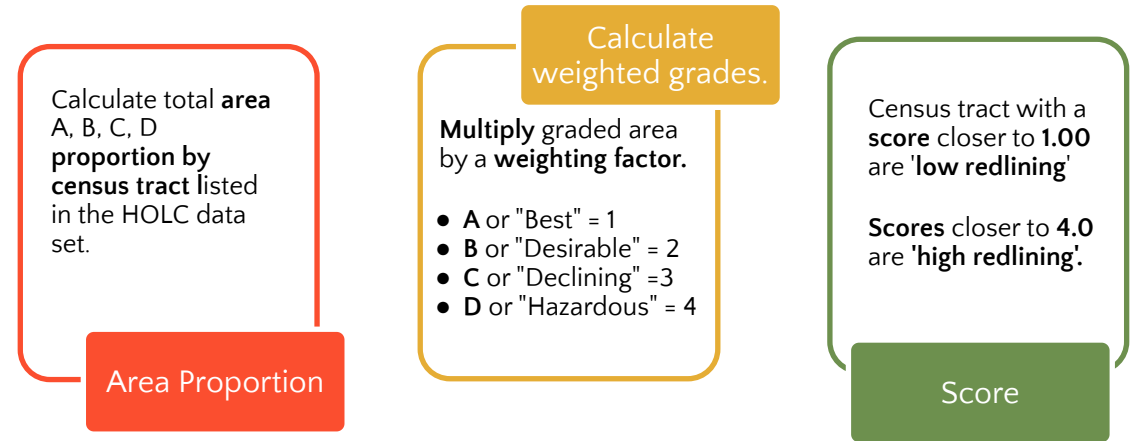 Calculate total area
A, B, C, D
proportion by
census tract listed
in the HOLC data
set.
Area Proportion
Calculate
weighted grades.
Multiply graded area
by a weighting factor.
● A or "Best" = 1
● B or "Desirable" = 2
● C or "Declining" =3
● D or "Hazardous" = 4
Census tract with a
score closer to 1.00
are 'low redlining'
Scores closer to 4.0
are 'high redlining'.
Score